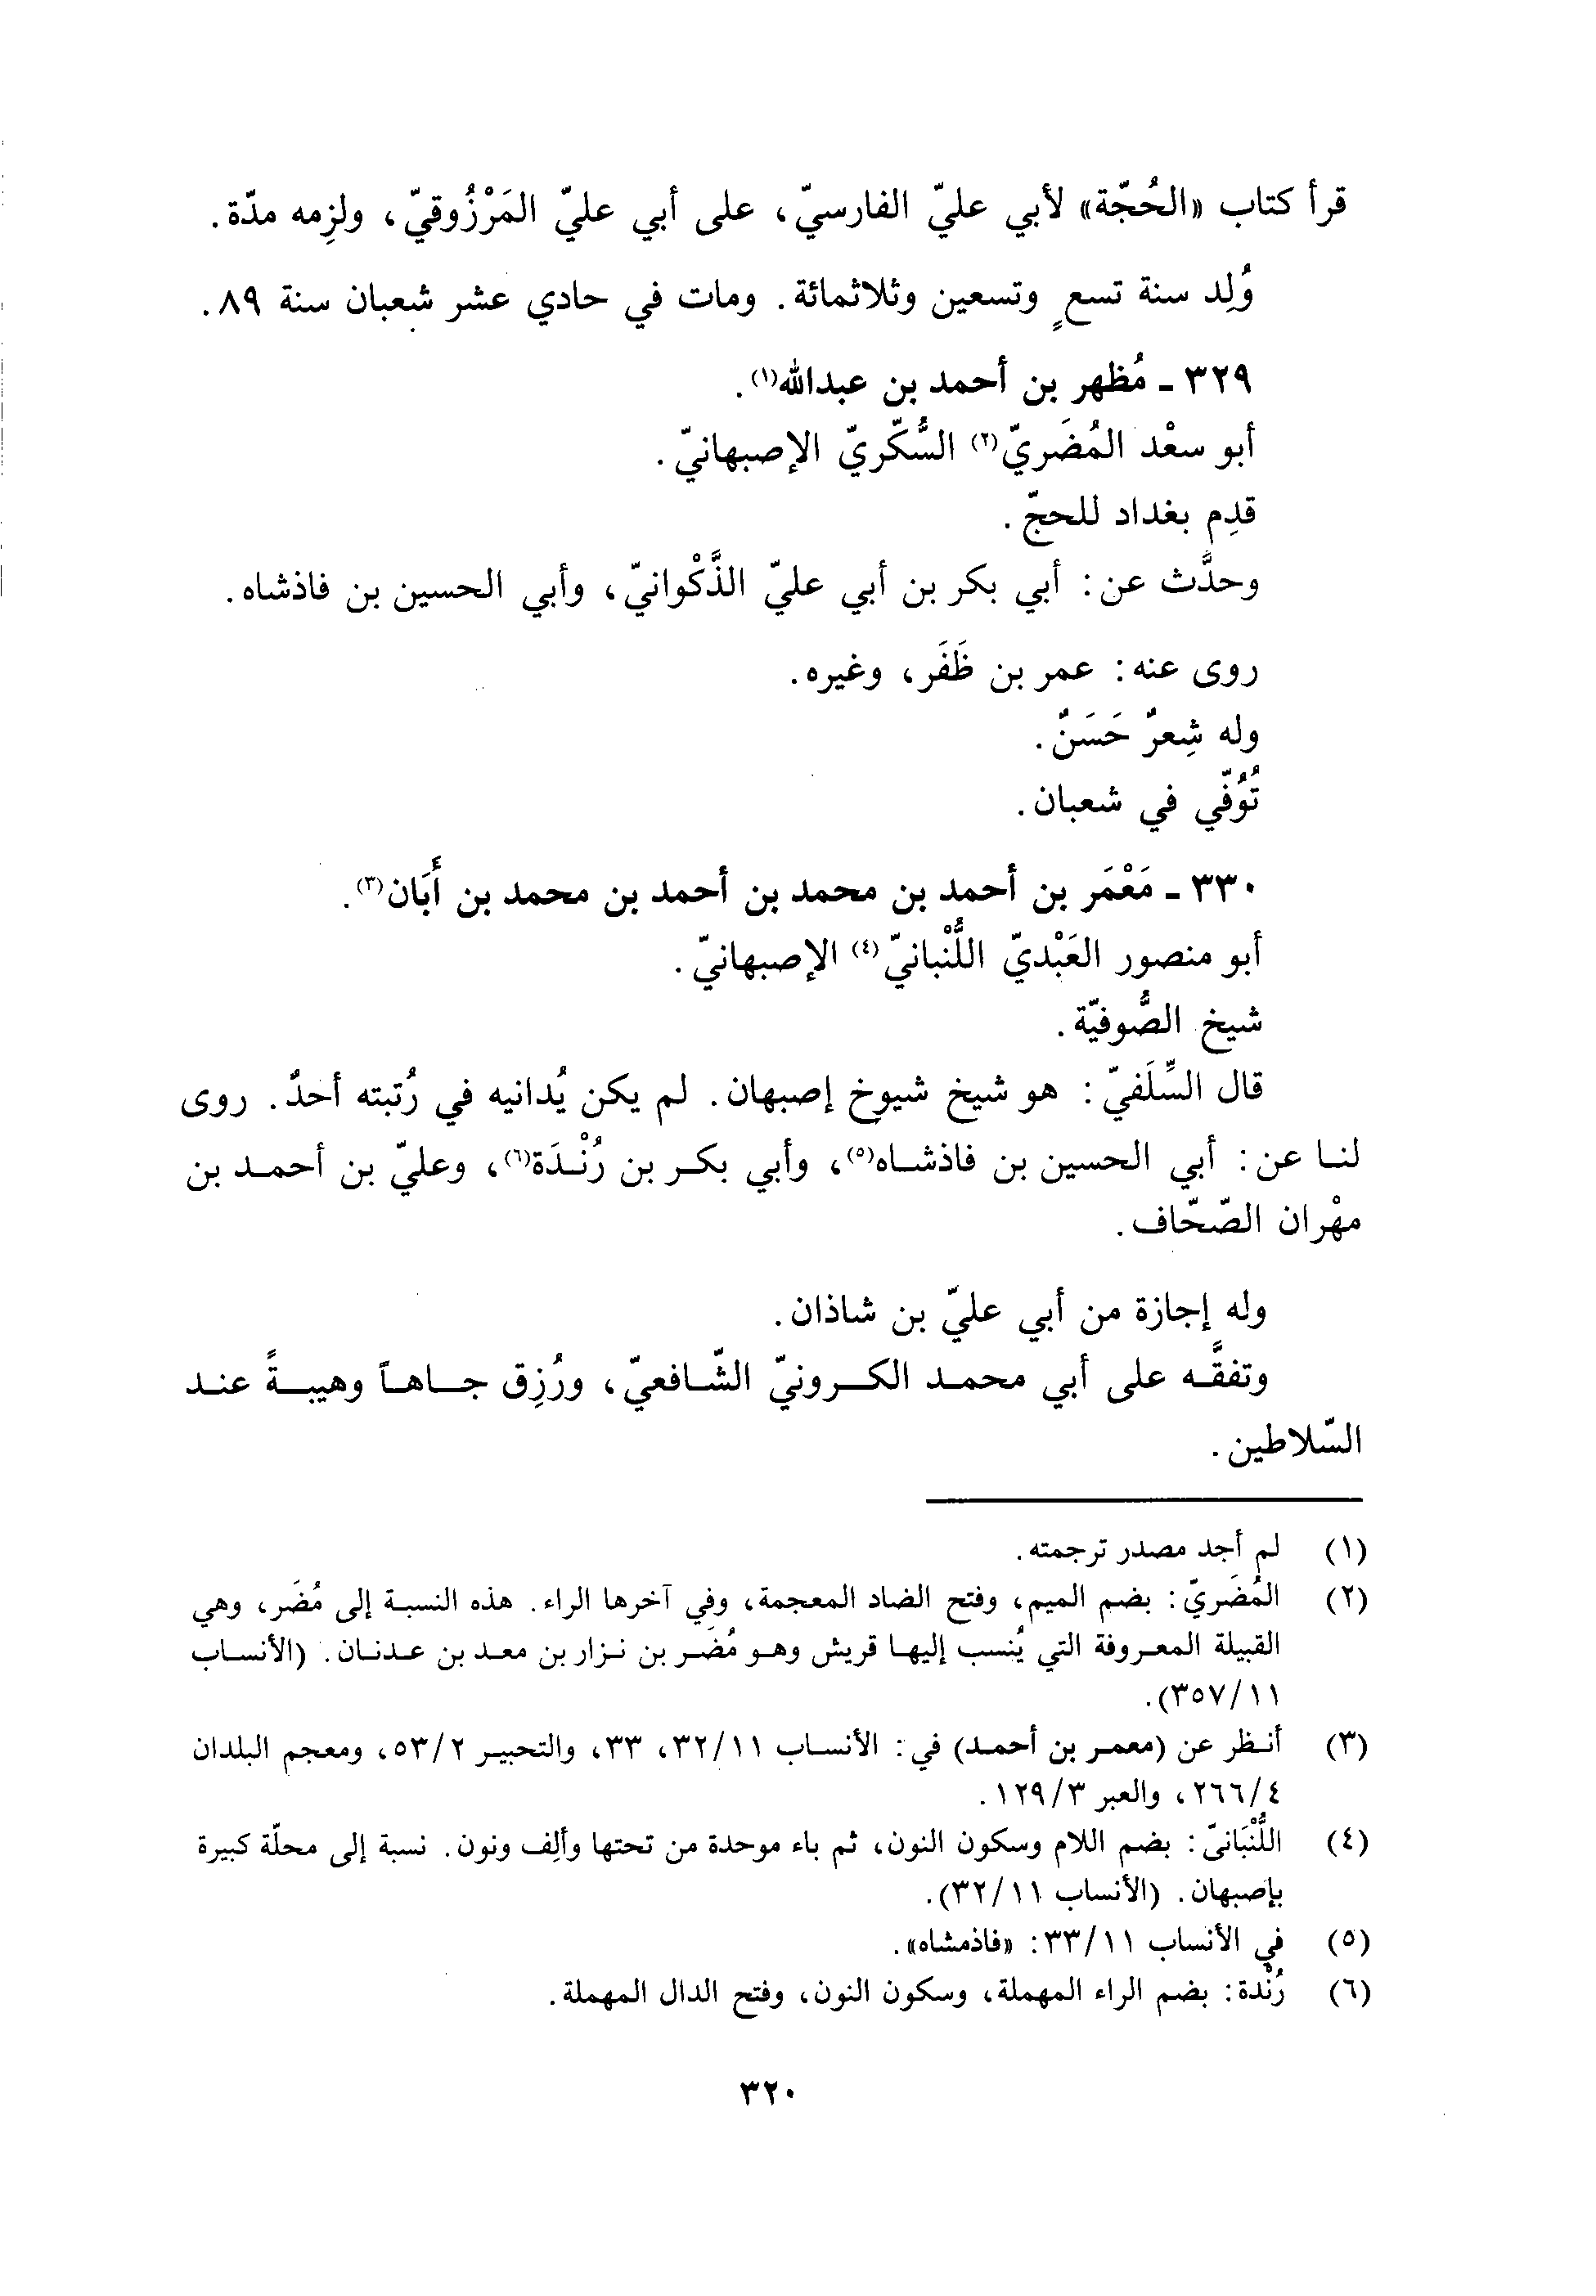 قرأ كتاب «الحُجّة» لأبي عليّ الفارسيّ، على أبي عليّ المَرْزُوقيّ، ولزِمه مدّة.
وُلِد سنة تسعٍ وتسعين وثلاثمائة. ومات في حادي عشر شعبان سنة ٨٩.
٣٢٩ ـ مُظهر بن أحمد بن عبدالله(١).
أبو سعْد المُضَريّ(٢) السُّكّريّ الإصبهانيّ.
قدِم بغداد للحجّ.
وحدَّث عن: أبي بكر بن أبي عليّ الذَّكْوانيّ، وأبي الحسين بن فاذشاه.
روى عنه: عمر بن ظَفَر، وغيره.
وله شِعرٌ حَسَنٌ.
تُوُفّي في شعبان.
٣٣٠ ـ مَعْمَر بن أحمد بن محمد بن أحمد بن محمد بن أَبَان(٣).
أبو منصور العَبْديّ اللُّنْبانيّ(٤) الإصبهانيّ.
شيخ الصُّوفيّة.
قال السِّلَفيّ: هو شيخ شيوخ إصبهان. لم يكن يُدانيه في رُتبته أحدٌ. روى
لنا عن: أبي الحسين بن فاذشاه(٥)، وأبي بكر بن رُنْدَة(٦)، وعليّ بن أحمد بن
مهْران الصّحّاف.
وله إجازة من أبي عليّ بن شاذان.
وتفقَّه على أبي محمد الكرونيّ الشّافعيّ، ورُزِق جاهاً وهيبةً عند
السّلاطين.
(١) لم أجد مصدر ترجمته.
(٢) المُضَريّ: بضم الميم، وفتح الضاد المعجمة، وفي آخرها الراء. هذه النسبة إلى مُضَر، وهي
القبيلة المعروفة التي يُنسب إليها قريش وهو مُضَر بن نزار بن معد بن عدنان. (الأنساب
١١/٣٥٧).
(٣) أنظر عن (معمر بن أحمد) في: الأنساب ١١/٣٢، ٣٣، والتحبير ٢/٥٣، ومعجم البلدان
٤/٢٦٦، والعبر ٣/١٢٩.
(٤) اللُّنْبَانىّ: بضم اللام وسكون النون، ثم باء موحدة من تحتها وألِف ونون. نسبة إلى محلّة كبيرة
بإصبهان. (الأنساب ١١/٣٢).
(٥) في الأنساب ١١/٣٣: «فاذمشاه».
(٦) رُنْدة: بضم الراء المهملة، وسكون النون، وفتح الدال المهملة.
٣٢٠